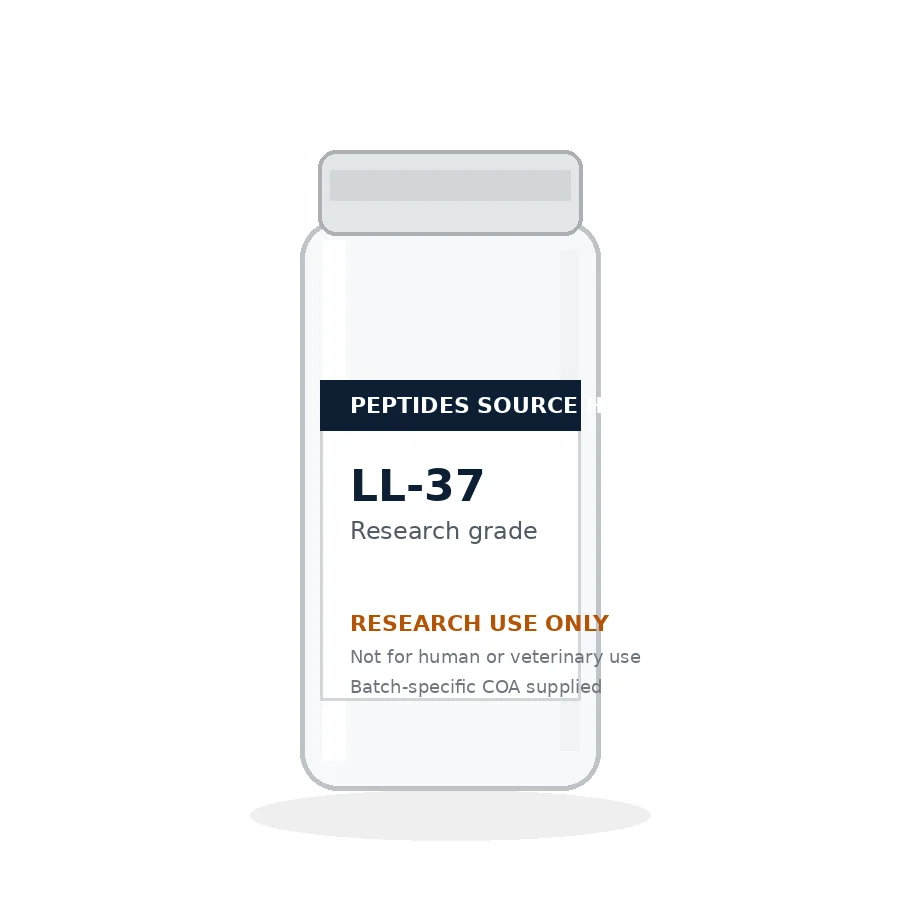 PEPTIDES SOURCE H
LL-37
Research grade
RESEARCH USE ONLY
Not for human or veterinary use
Batch-specific COA supplied